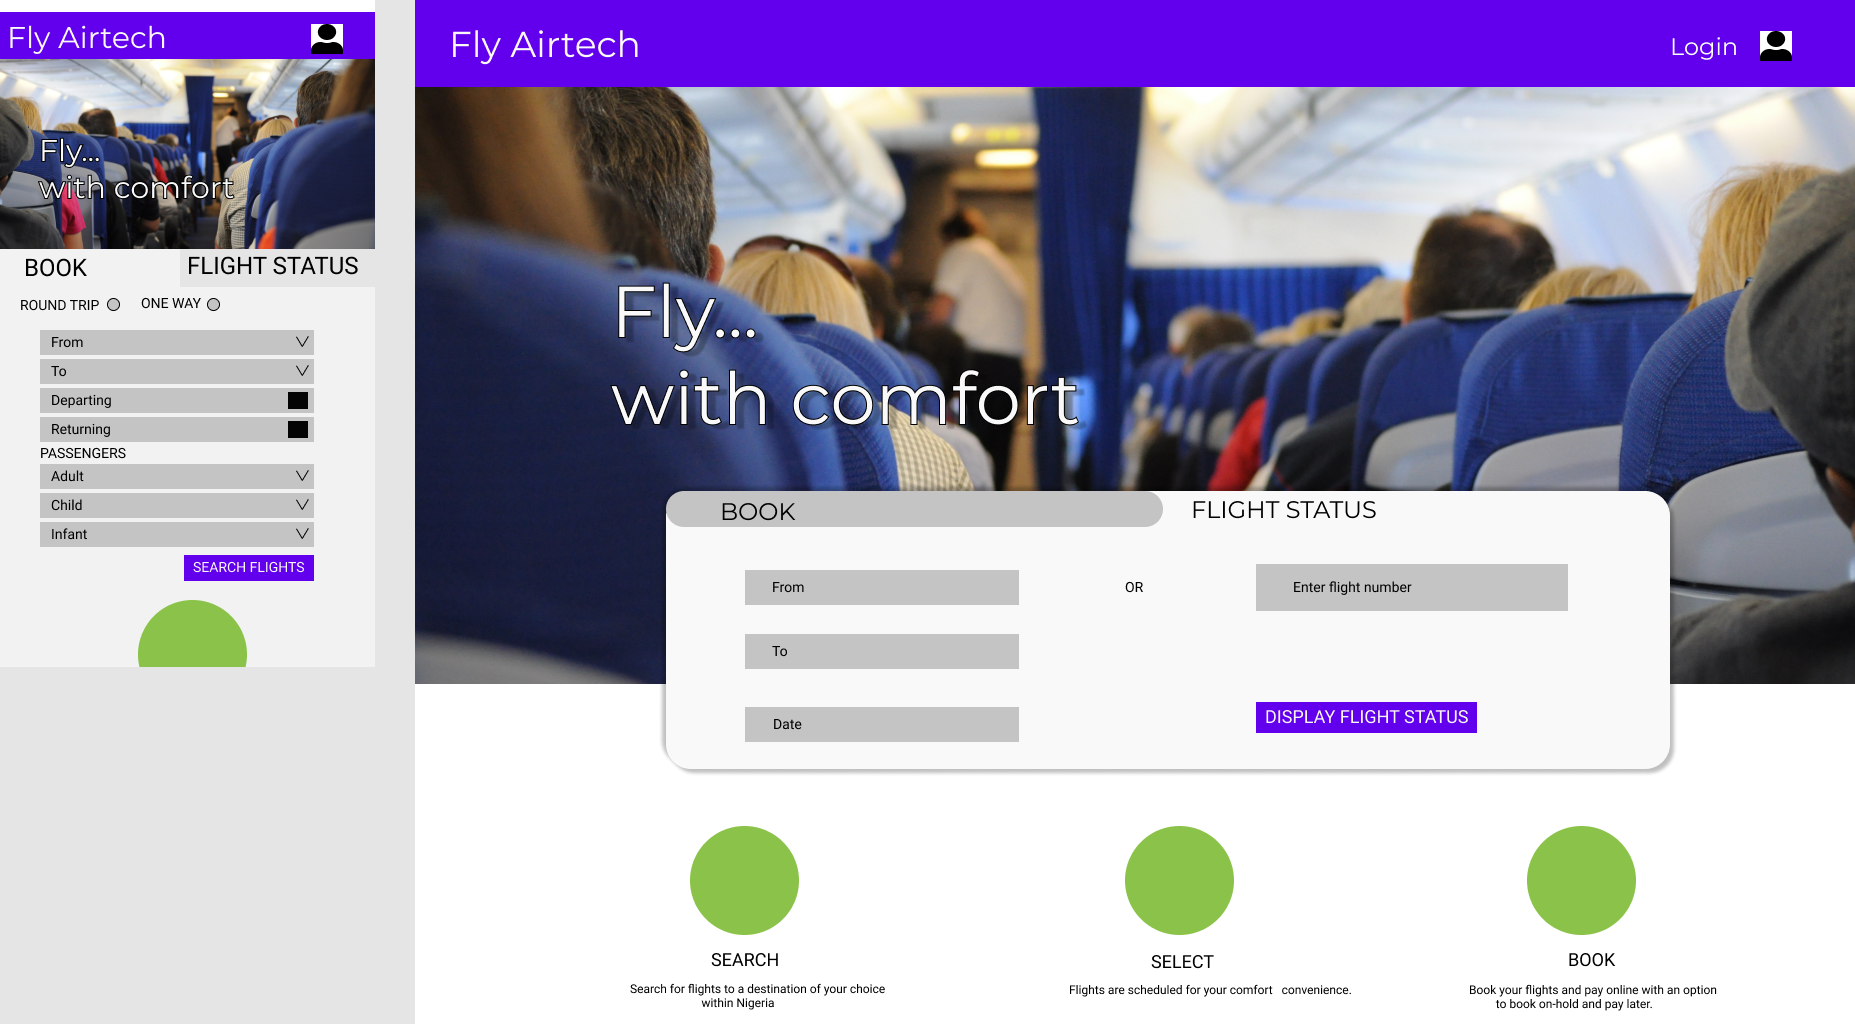 Fly Airtech
Fly...
with comfort
BOOK
FLIGHT STATUS
ROUND TRIP
ONE WAY
From
To
Departing
Returning
PASSENGERS
Adult
Child
Infant
SEARCH FLIGHTS
Fly Airtech
Login
Fly...
with comfort
BOOK
FLIGHT STATUS
From
OR
Enter flight number
To
Date
DISPLAY FLIGHT STATUS
SEARCH
Search for flights to a destination of your choice
within Nigeria
SELECT
Flights are scheduled for your comfort convenience.
BOOK
Book your flights and pay online with an option
to book on-hold and pay later.